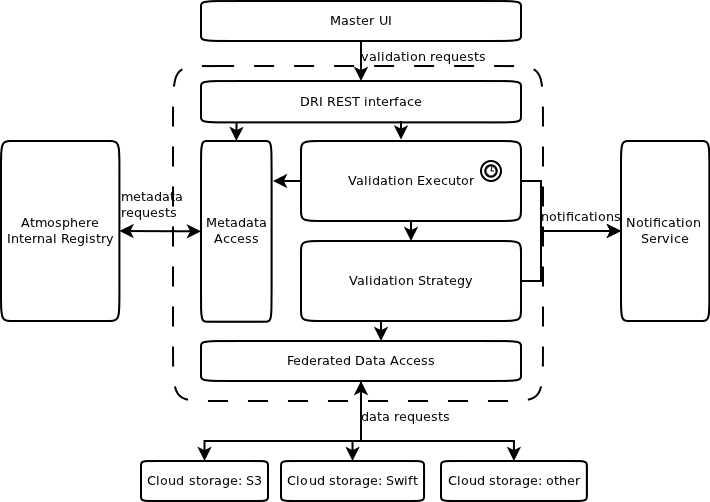 Master UI
validation requests
DRI REST interface
Validation Executor
metadata
requests
Atmosphere
Internal Registry
Metadata
Access
notifications
Notification
Service
Validation Strategy
Federated Data Access
data requests
Cloud storage: S3
Cloud storage: Swift
Cloud storage: other